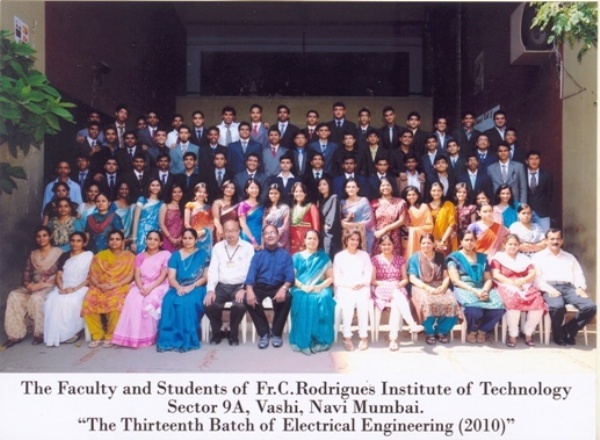 The Faculty and Students of Fr.C.Rodrigues Institute of Technology
Sector 9A, Vashi, Navi Mumbai.
“The Thirteenth Batch of Electrical Engineering (2010)”